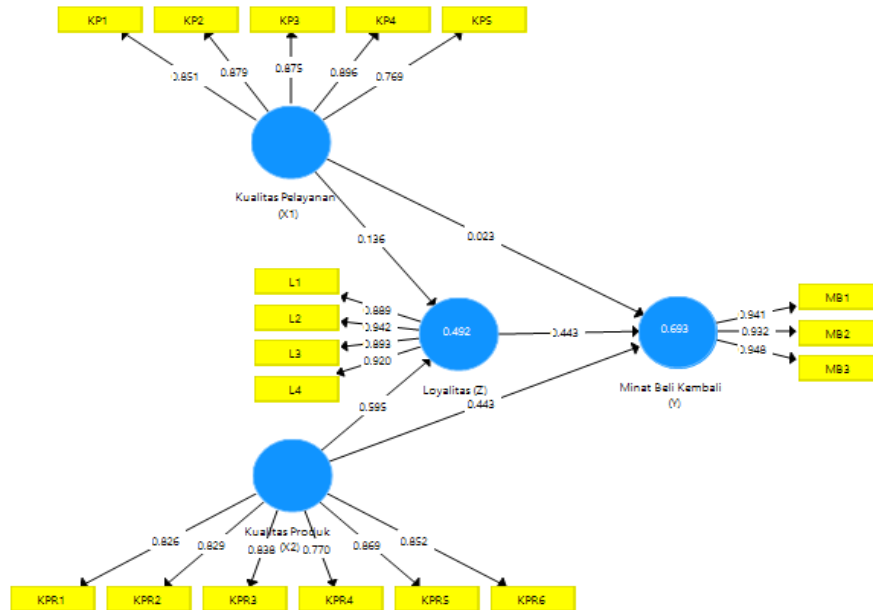 KP1 KP2 KP3 KP4 KP5
0.851 0.879 0.875 0.896 0.769
Kualitas Pelayanan
(X1)
0.136 0.023
L1
L2
L3
L4
0.889
0.942
0.893
0.920
0.492
Loyalitas (Z)
0.443
0.693
Minat Beli Kembali
(Y)
0.941
0.932
0.948
MB1
MB2
MB3
0.595 0.443
Kualitas Produk
(X2)
0.826 0.829 0.838 0.770 0.869 0.852
KPR1 KPR2 KPR3 KPR4 KPR5 KPR6